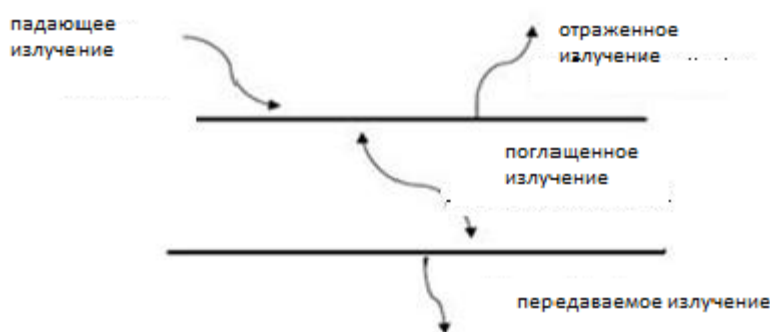 падающее
излучение
отраженное
излучение
поглащенное
излучение
передаваемое излучение